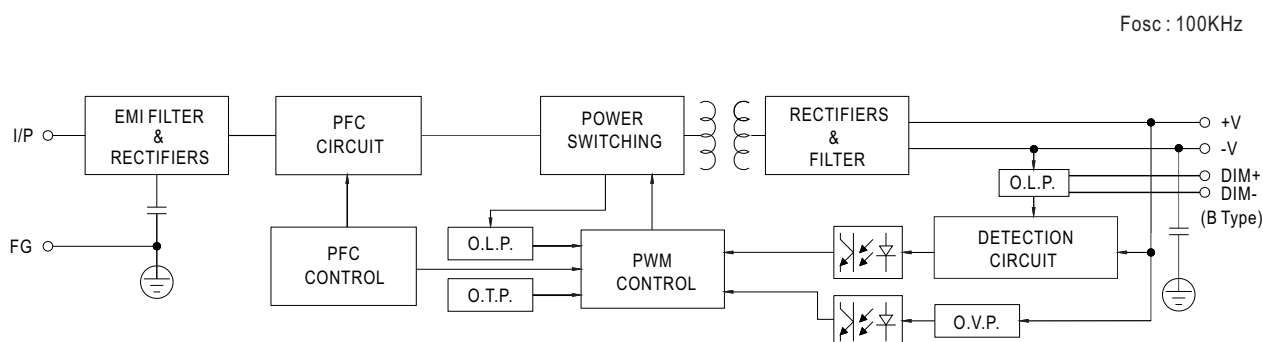 Fosc : 100KHz
I/P
EMI FILTER
&
RECTIFIERS
PFC
CIRCUIT
POWER
SWITCHING
RECTIFIERS
&
FILTER
+V
-V
DIM+
DIM-
(B Type)
O.L.P.
FG
PFC
CONTROL
O.L.P.
O.T.P.
PWM
CONTROL
DETECTION
CIRCUIT
O.V.P.